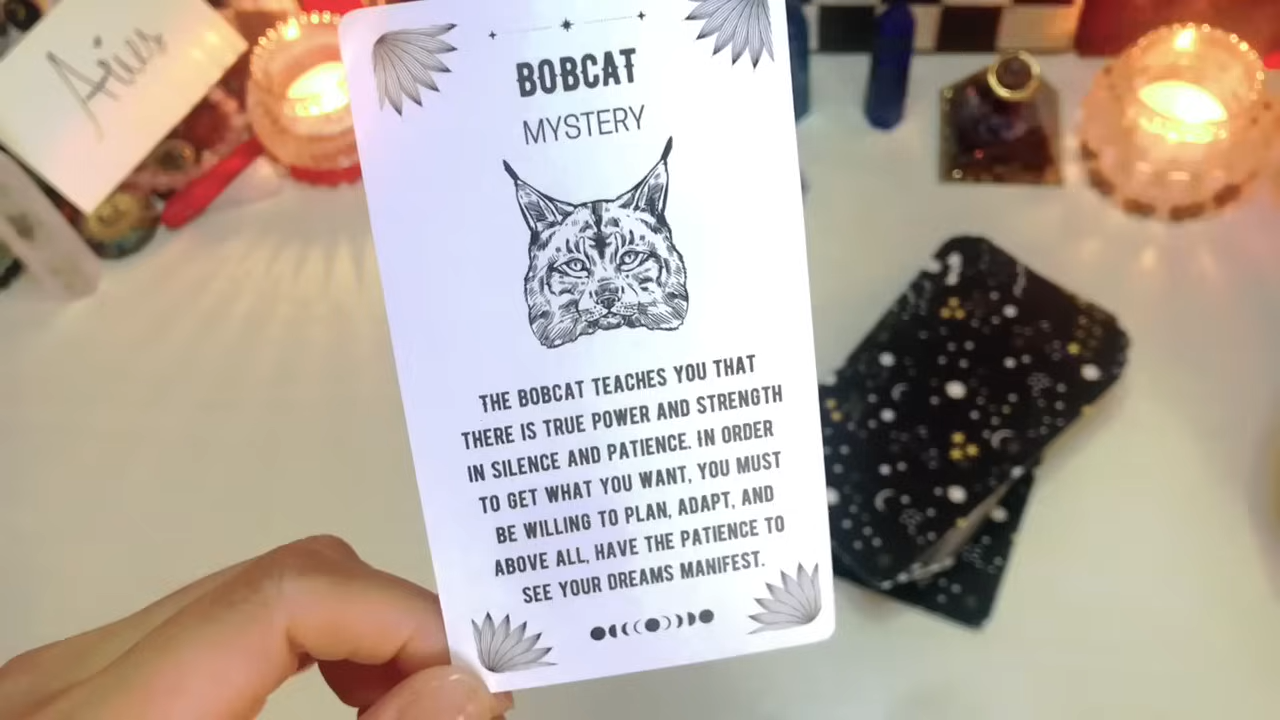 Aries
BOBCAT
MYSTERY
THE BOBCAT TEACHES YOU THAT
THERE IS TRUE POWER AND STRENGTH
IN SILENCE AND PATIENCE. IN ORDER
TO GET WHAT YOU WANT, YOU MUST
BE WILLING TO PLAN, ADAPT, AND
ABOVE ALL, HAVE THE PATIENCE TO
SEE YOUR DREAMS MANIFEST.